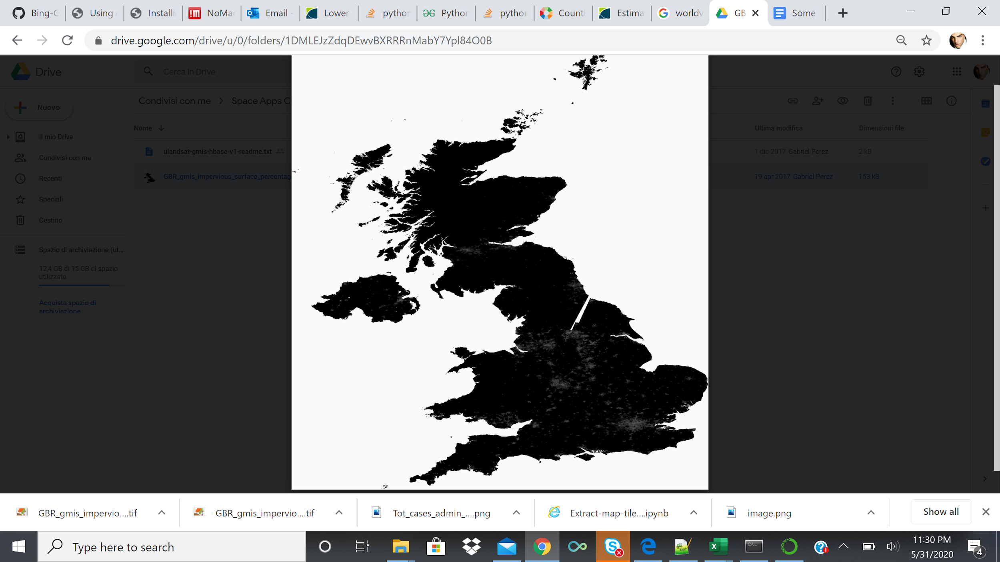 Bing-C
Using
Installi
NoMac
Email -
Lower
python
Python
python
Counti
Estima
worldv
GB
Some
drive.google.com/drive/u/0/folders/1DMLEJzZdqDEwvBXRRRnMabY7Ypl84O0B
Drive
Cerca in Drive
Nuovo
Condivisi con me
Space Apps C
Nome
Ultima modifica
Dimensioni file
Il mio Drive
ulandsat-gmis-hbase-v1-readme.txt
1 dic 2017 Gabriel Perez
2 kB
Condivisi con me
GBR_gmis_impervious_surface_percentag
19 apr 2017 Gabriel Perez
153 kB
Recenti
Speciali
Cestino
Spazio di archiviazione (ut...
12,4 GB di 15 GB di spazio
utilizzato
Acquista spazio di
archiviazione
31
GBR_gmis_impervio....tif
GBR_gmis_impervio....tif
Tot_cases_admin_....png
Extract-map-tile....ipynb
image.png
Show all
Type here to search
11:30 PM
5/31/2020
4